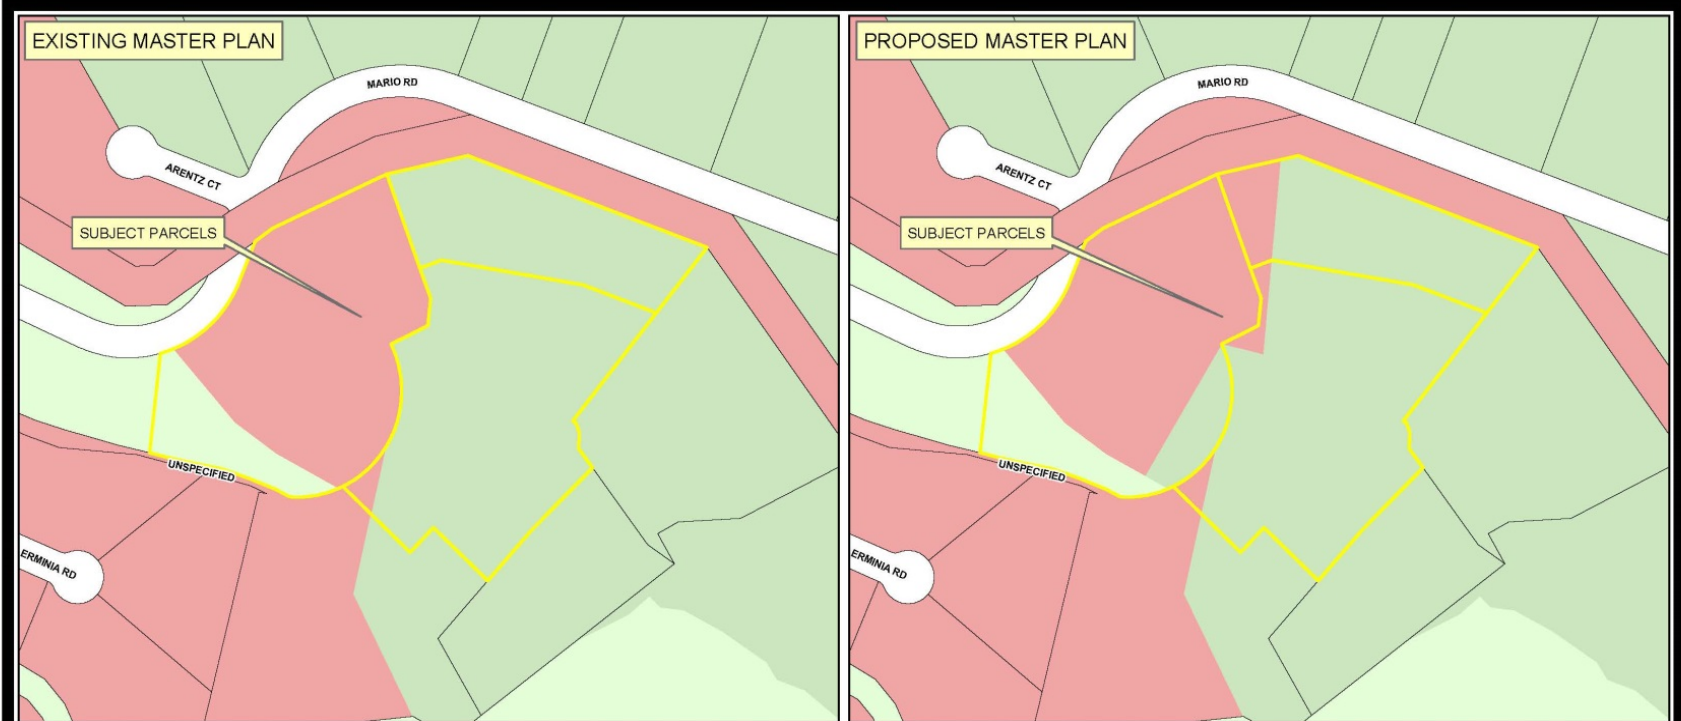 EXISTING MASTER PLAN
MARIO RD
ARENTZ CT
SUBJECT PARCELS
UNSPECIFIED
ERMINIA RD
PROPOSED MASTER PLAN
MARIO RD
ARENTZ CT
SUBJECT PARCELS
UNSPECIFIED
ERMINIA RD